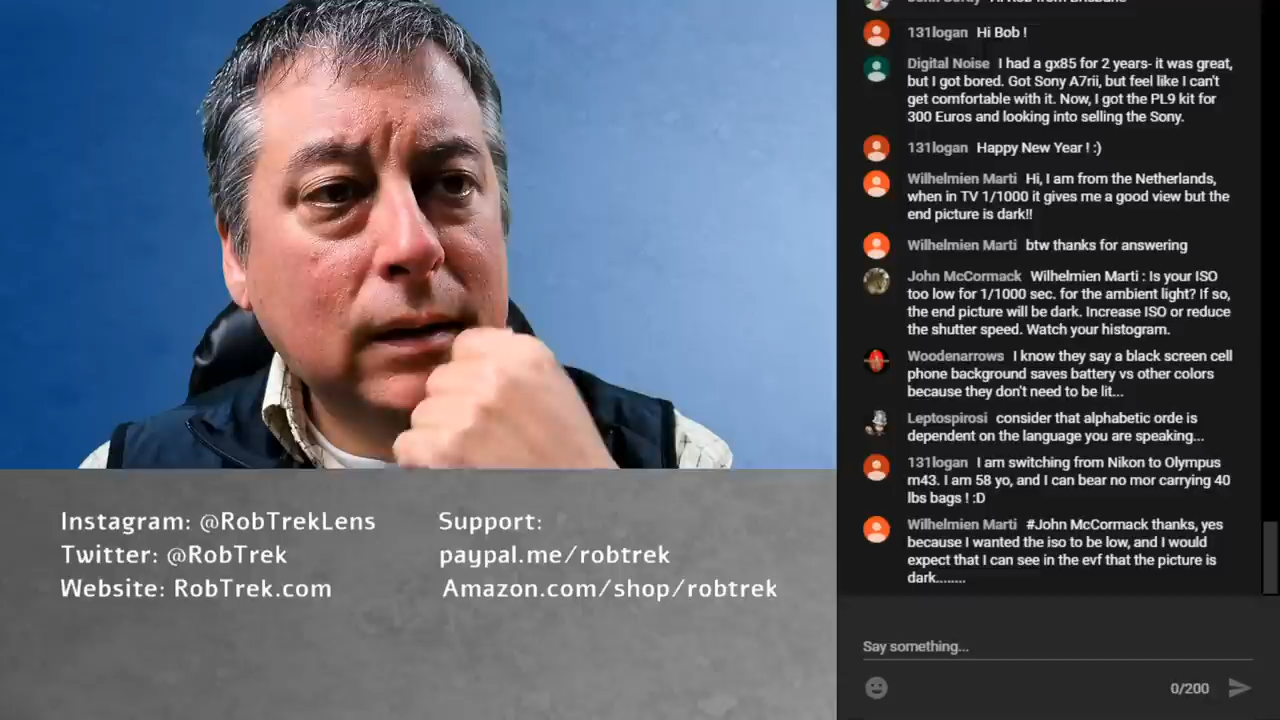 Hi Rob from Brisbane
131logan Hi Bob !
Digital Noise I had a gx85 for 2 years- it was great,
but I got bored. Got Sony A7rii, but feel like I can't
get comfortable with it. Now, I got the PL9 kit for
300 Euros and looking into selling the Sony.
131logan Happy New Year ! :)
Wilhelmien Marti Hi, I am from the Netherlands,
when in TV 1/1000 it gives me a good view but the
end picture is dark!!
Wilhelmien Marti btw thanks for answering
John McCormack Wilhelmien Marti : Is your ISO
too low for 1/1000 sec. for the ambient light? If so,
the end picture will be dark. Increase ISO or reduce
the shutter speed. Watch your histogram.
Woodenarrows I know they say a black screen cell
phone background saves battery vs other colors
because they don't need to be lit...
Leptospirosi consider that alphabetic orde is
dependent on the language you are speaking...
131logan I am switching from Nikon to Olympus
m43. I am 58 yo, and I can bear no mor carrying 40
lbs bags ! :D
Wilhelmien Marti #John McCormack thanks, yes
because I wanted the iso to be low, and I would
expect that I can see in the evf that the picture is
dark........
Say something...
0/200
Instagram: @RobTrekLens
Twitter: @RobTrek
Website: RobTrek.com
Support:
paypal.me/robtrek
Amazon.com/shop/robtrek